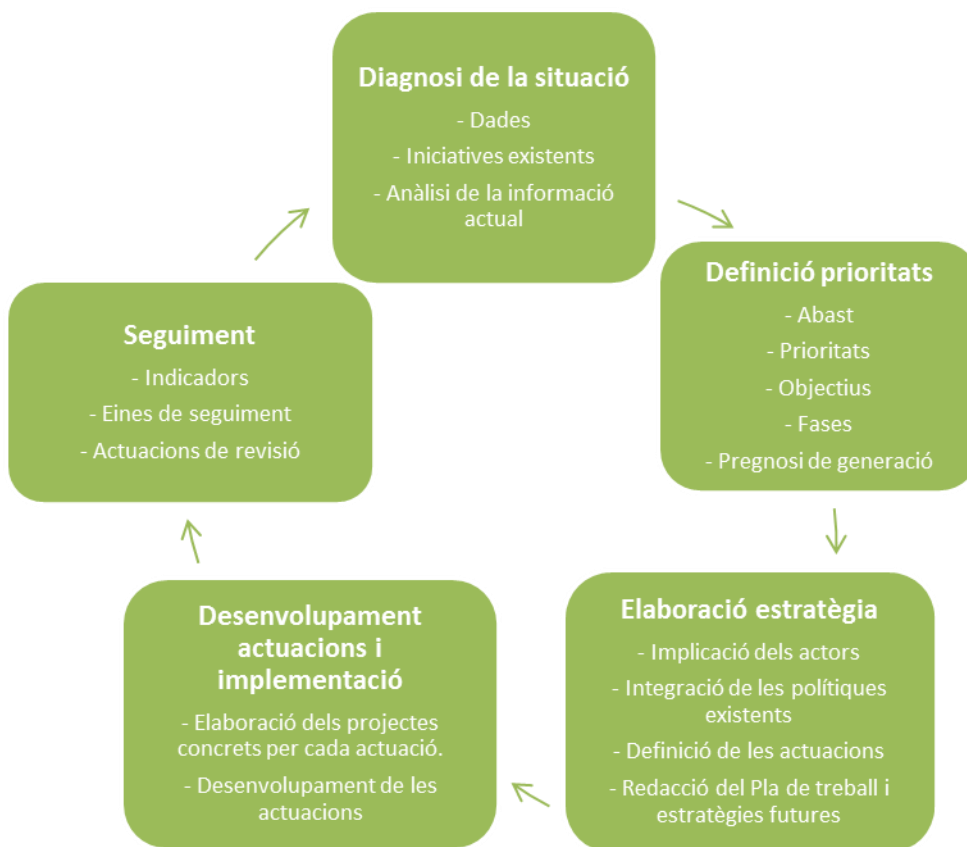 Diagnosi de la situació
- Dades
- Iniciatives existents
- Anàlisi de la informació
actual
Definició prioritats
- Abast
- Prioritats
- Objectius
- Fases
- Pregnosi de generació
Elaboració estratègia
- Implicació dels actors
- Integració de les polítiques
existents
- Definició de les actuacions
- Redacció del Pla de treball i
estratègies futures
Desenvolupament
actuacions i
implementació
- Elaboració dels projectes
concrets per cada actuació.
- Desenvolupament de les
actuacions
Seguiment
- Indicadors
- Eines de seguiment
- Actuacions de revisió